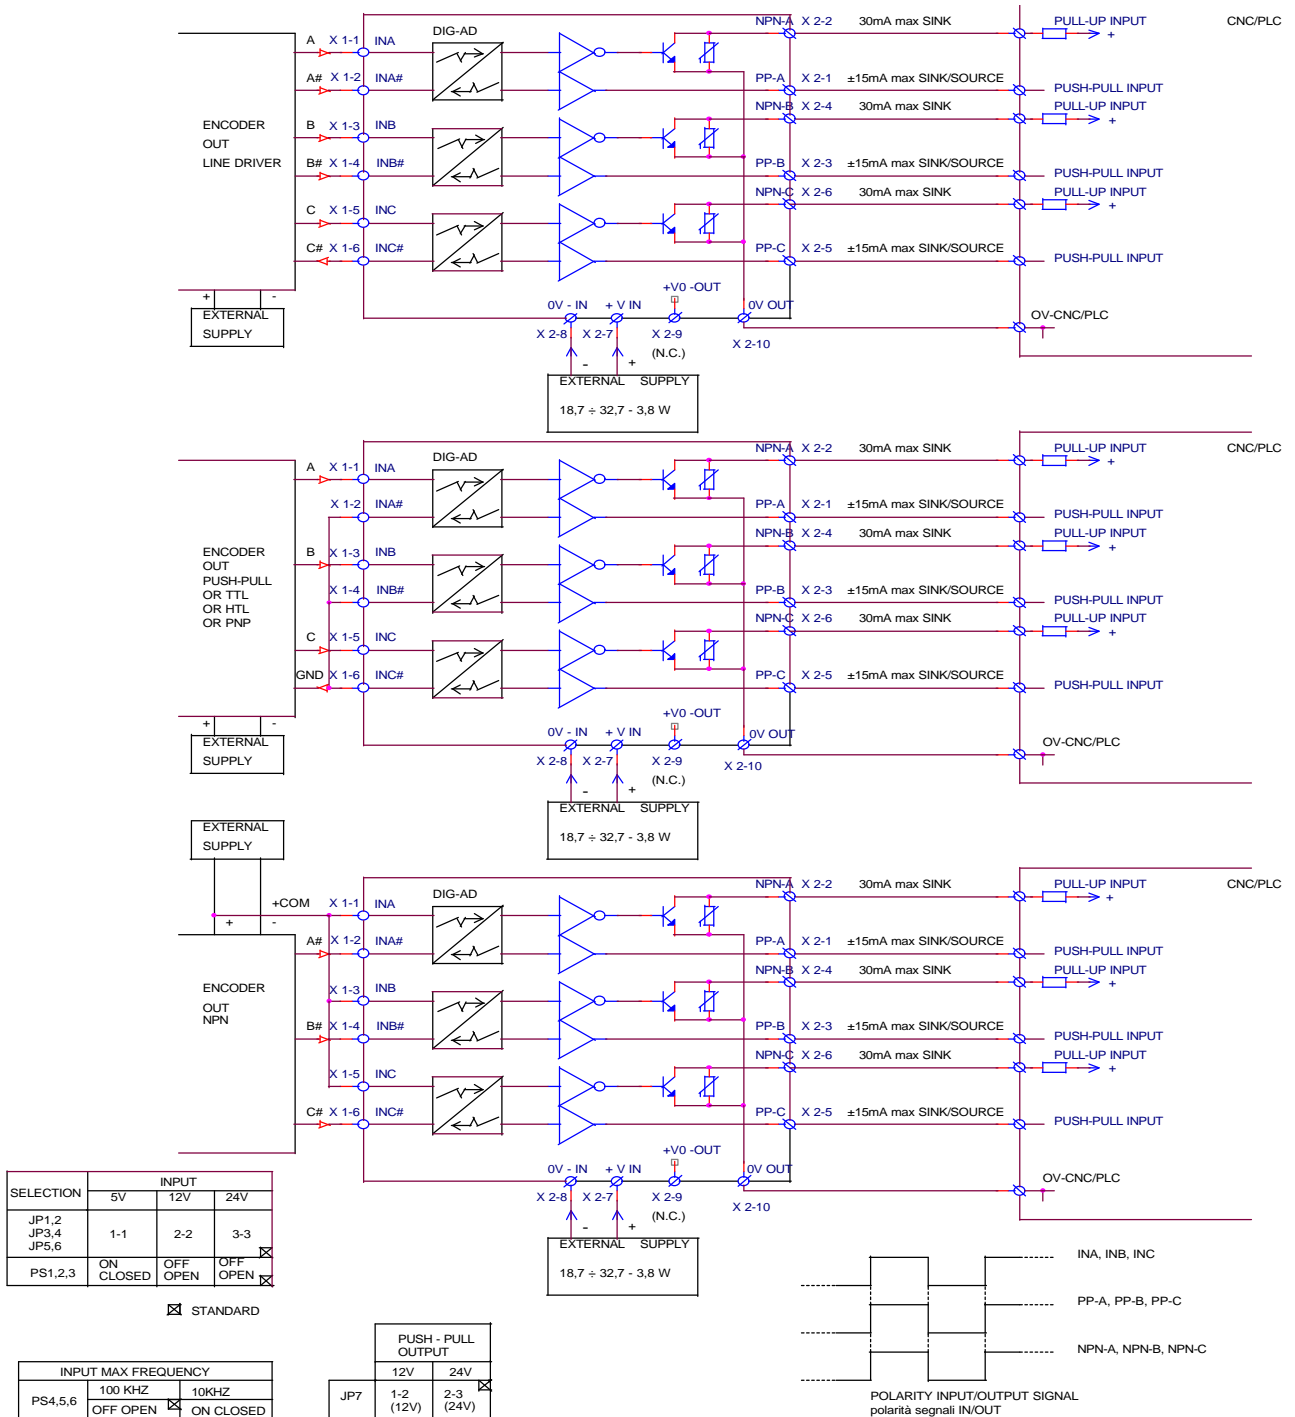 NPN-A X 2-2 30mA max SINK PULL-UP INPUT CNC/PLC
+
A X 1-1 INA DIG-AD
A# X 1-2 INA# PP-A X 2-1 ±15mA max SINK/SOURCE PUSH-PULL INPUT
NPN-B X 2-4 30mA max SINK PULL-UP INPUT
+
ENCODER
OUT
LINE DRIVER
B X 1-3 INB
B# X 1-4 INB# PP-B X 2-3 ±15mA max SINK/SOURCE PUSH-PULL INPUT
NPN-C X 2-6 30mA max SINK PULL-UP INPUT
+
C X 1-5 INC
C# X 1-6 INC# PP-C X 2-5 ±15mA max SINK/SOURCE PUSH-PULL INPUT
+ -
EXTERNAL
SUPPLY
0V - IN + V IN +V0 -OUT 0V OUT OV-CNC/PLC
X 2-8 X 2-7 X 2-9 X 2-10
(N.C.)
- +
EXTERNAL SUPPLY
18,7 ÷ 32,7 - 3,8 W
NPN-A X 2-2 30mA max SINK PULL-UP INPUT CNC/PLC
+
A X 1-1 INA DIG-AD
X 1-2 INA# PP-A X 2-1 ±15mA max SINK/SOURCE PUSH-PULL INPUT
NPN-B X 2-4 30mA max SINK PULL-UP INPUT
+
ENCODER
OUT
PUSH-PULL
OR TTL
OR HTL
OR PNP
B X 1-3 INB
X 1-4 INB# PP-B X 2-3 ±15mA max SINK/SOURCE PUSH-PULL INPUT
NPN-C X 2-6 30mA max SINK PULL-UP INPUT
+
C X 1-5 INC
GND X 1-6 INC# PP-C X 2-5 ±15mA max SINK/SOURCE PUSH-PULL INPUT
+ -
EXTERNAL
SUPPLY
0V - IN + V IN +V0 -OUT 0V OUT OV-CNC/PLC
X 2-8 X 2-7 X 2-9 X 2-10
(N.C.)
- +
EXTERNAL SUPPLY
18,7 ÷ 32,7 - 3,8 W
EXTERNAL
SUPPLY
NPN-A X 2-2 30mA max SINK PULL-UP INPUT CNC/PLC
+
+COM X 1-1 INA DIG-AD
+ -
A# X 1-2 INA# PP-A X 2-1 ±15mA max SINK/SOURCE PUSH-PULL INPUT
NPN-B X 2-4 30mA max SINK PULL-UP INPUT
+
ENCODER
OUT
NPN
X 1-3 INB
B# X 1-4 INB# PP-B X 2-3 ±15mA max SINK/SOURCE PUSH-PULL INPUT
NPN-C X 2-6 30mA max SINK PULL-UP INPUT
+
X 1-5 INC
C# X 1-6 INC# PP-C X 2-5 ±15mA max SINK/SOURCE PUSH-PULL INPUT
0V - IN + V IN +V0 -OUT 0V OUT OV-CNC/PLC
X 2-8 X 2-7 X 2-9 X 2-10
(N.C.)
- +
EXTERNAL SUPPLY
18,7 ÷ 32,7 - 3,8 W
SELECTION INPUT
5V 12V 24V
JP1,2
JP3,4
JP5,6
1-1 2-2 3-3
PS1,2,3 ON CLOSED OFF OPEN OFF OPEN
STANDARD
INA, INB, INC
PP-A, PP-B, PP-C
NPN-A, NPN-B, NPN-C
POLARITY INPUT/OUTPUT SIGNAL
polarità segnali IN/OUT
INPUT MAX FREQUENCY
PS4,5,6 100 KHZ 10KHZ
OFF OPEN ON CLOSED
PUSH - PULL
OUTPUT
12V 24V
JP7 1-2 2-3
(12V) (24V)